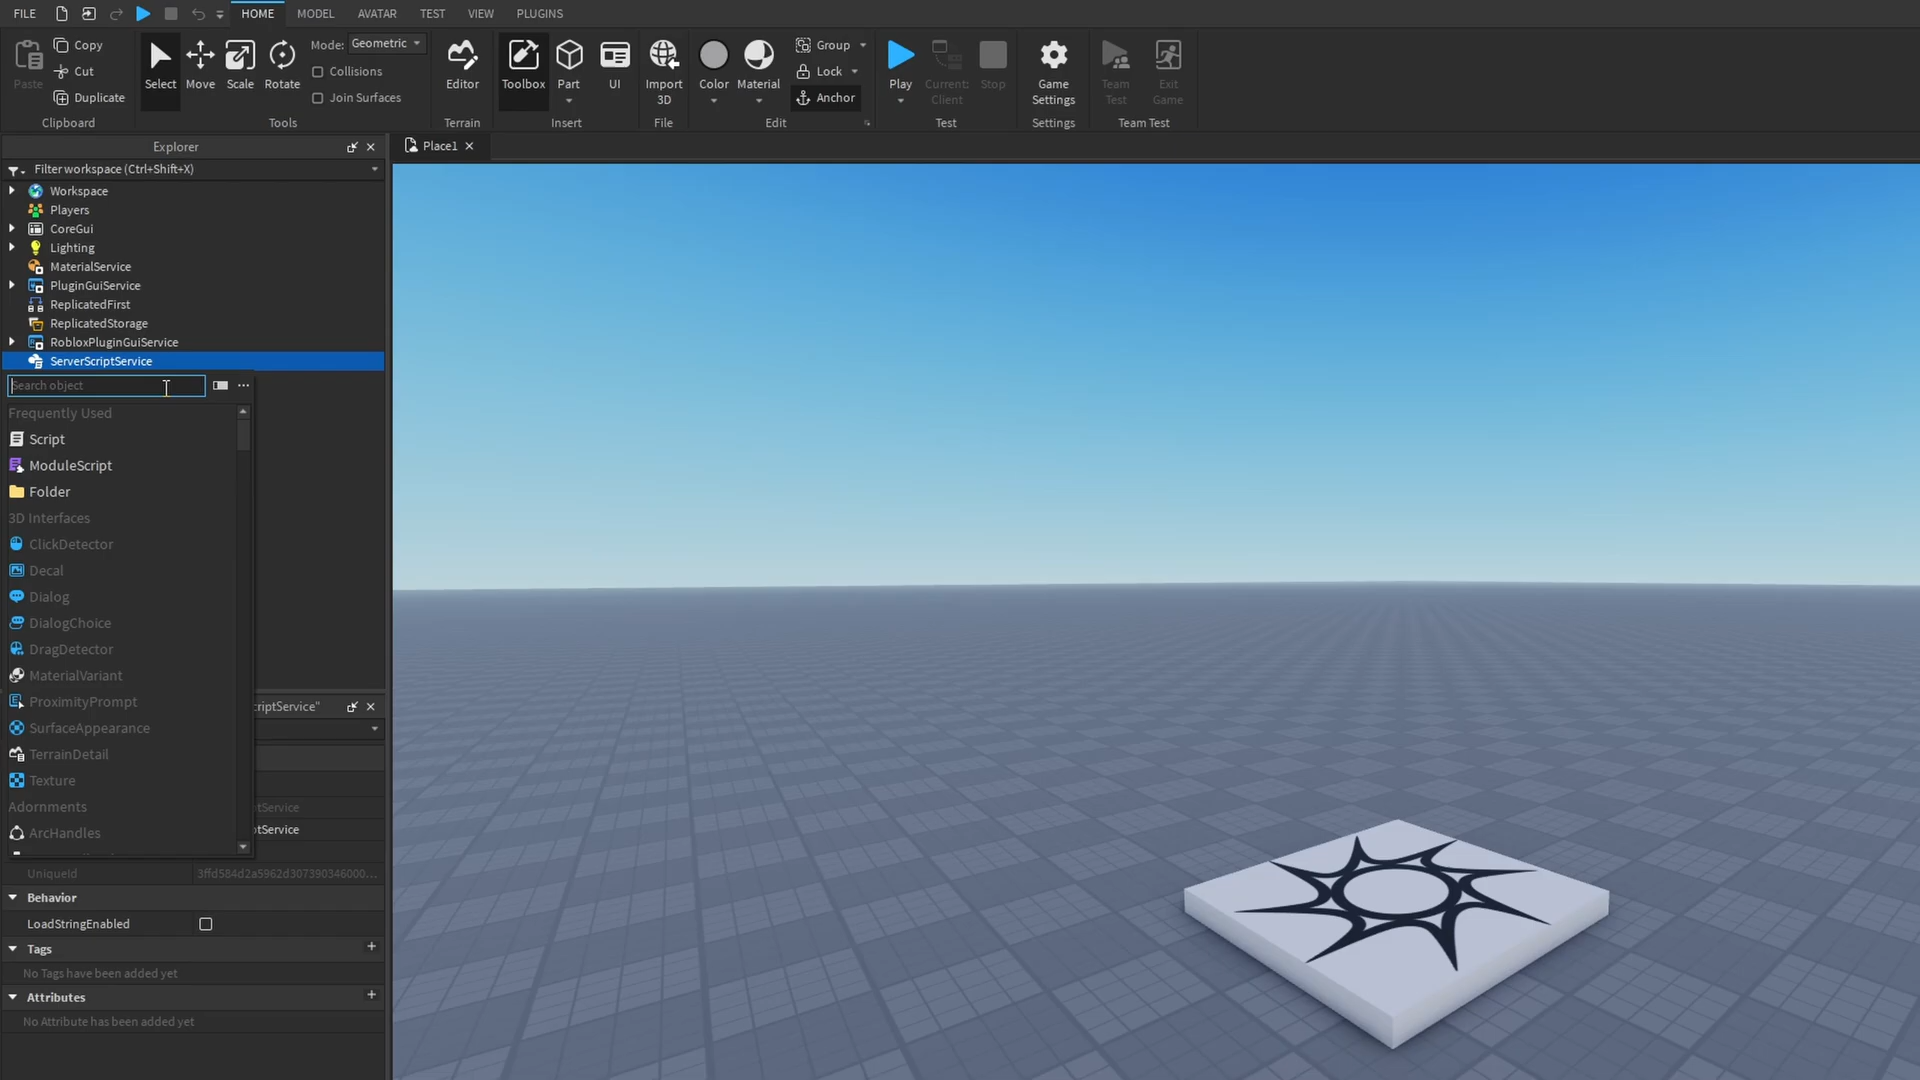 FILE HOME MODEL AVATAR TEST VIEW PLUGINS
Paste
Copy
Cut
Duplicate
Clipboard
Select Move Scale Rotate
Mode: Geometric
Collisions
Join Surfaces
Tools
Editor
Terrain
Toolbox Part UI
Insert
Import 3D
File
Color Material
Group
Lock
Anchor
Edit
Play Current: Client Stop
Test
Game Settings
Settings
Team Test Exit Game
Team Test
Explorer
Place1
Filter workspace (Ctrl+Shift+X)
Workspace
Players
CoreGui
Lighting
MaterialService
PluginGuiService
ReplicatedFirst
ReplicatedStorage
RobloxPluginGuiService
ServerScriptService
Search object
Frequently Used
Script
ModuleScript
Folder
3D Interfaces
ClickDetector
Decal
Dialog
DialogChoice
DragDetector
MaterialVariant
ProximityPrompt
SurfaceAppearance
TerrainDetail
Texture
Adornments
ArcHandles
criptService"
tService
ptService
UniqueId 3ffd584d2a5962d307390346000...
Behavior
LoadStringEnabled
Tags
No Tags have been added yet
Attributes
No Attribute has been added yet